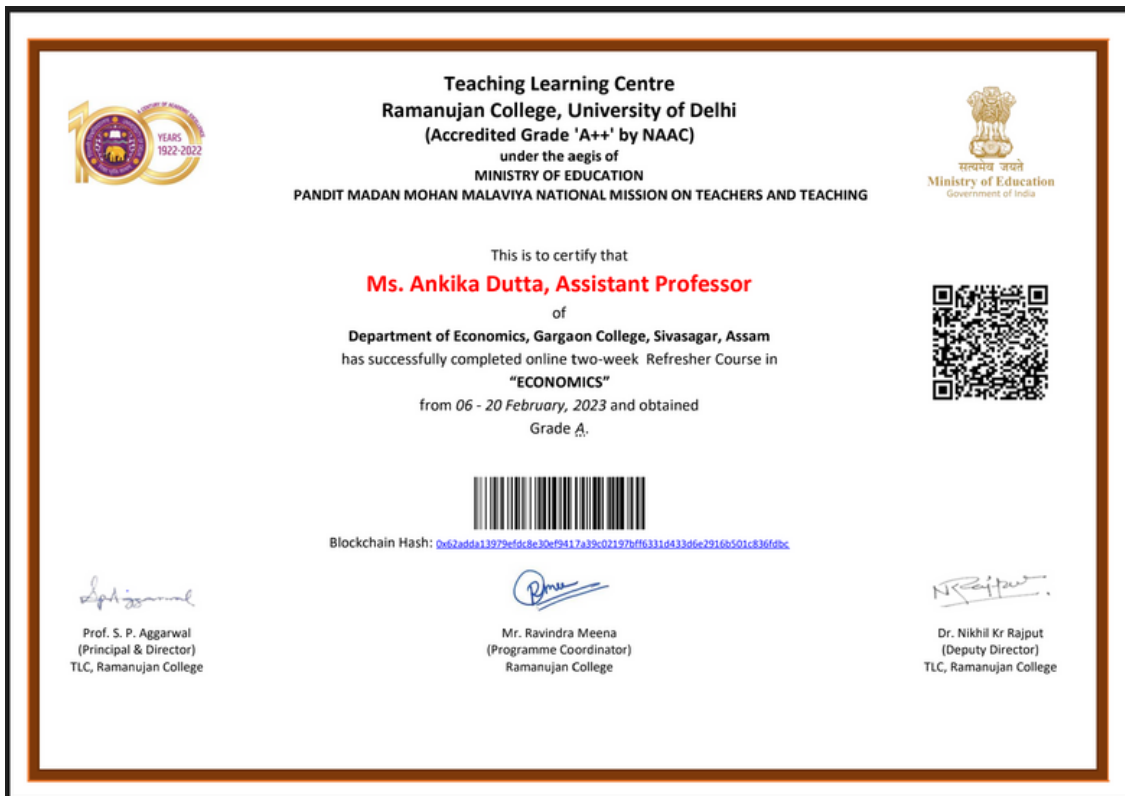 Teaching Learning Centre
Ramanujan College, University of Delhi
(Accredited Grade 'A++' by NAAC)
under the aegis of
MINISTRY OF EDUCATION
PANDIT MADAN MOHAN MALAVIYA NATIONAL MISSION ON TEACHERS AND TEACHING
YEARS
1922-2022
सत्यमेव जयते
Ministry of Education
Government of India
This is to certify that
Ms. Ankika Dutta, Assistant Professor
of
Department of Economics, Gargaon College, Sivasagar, Assam
has successfully completed online two-week Refresher Course in
“ECONOMICS”
from 06 - 20 February, 2023 and obtained
Grade A.
Blockchain Hash: 0x62adda13979efdc8e30ef9417a39c02197bff6331d433d6e2916b501c836fdbc
Prof. S. P. Aggarwal
(Principal & Director)
TLC, Ramanujan College
Mr. Ravindra Meena
(Programme Coordinator)
Ramanujan College
Dr. Nikhil Kr Rajput
(Deputy Director)
TLC, Ramanujan College